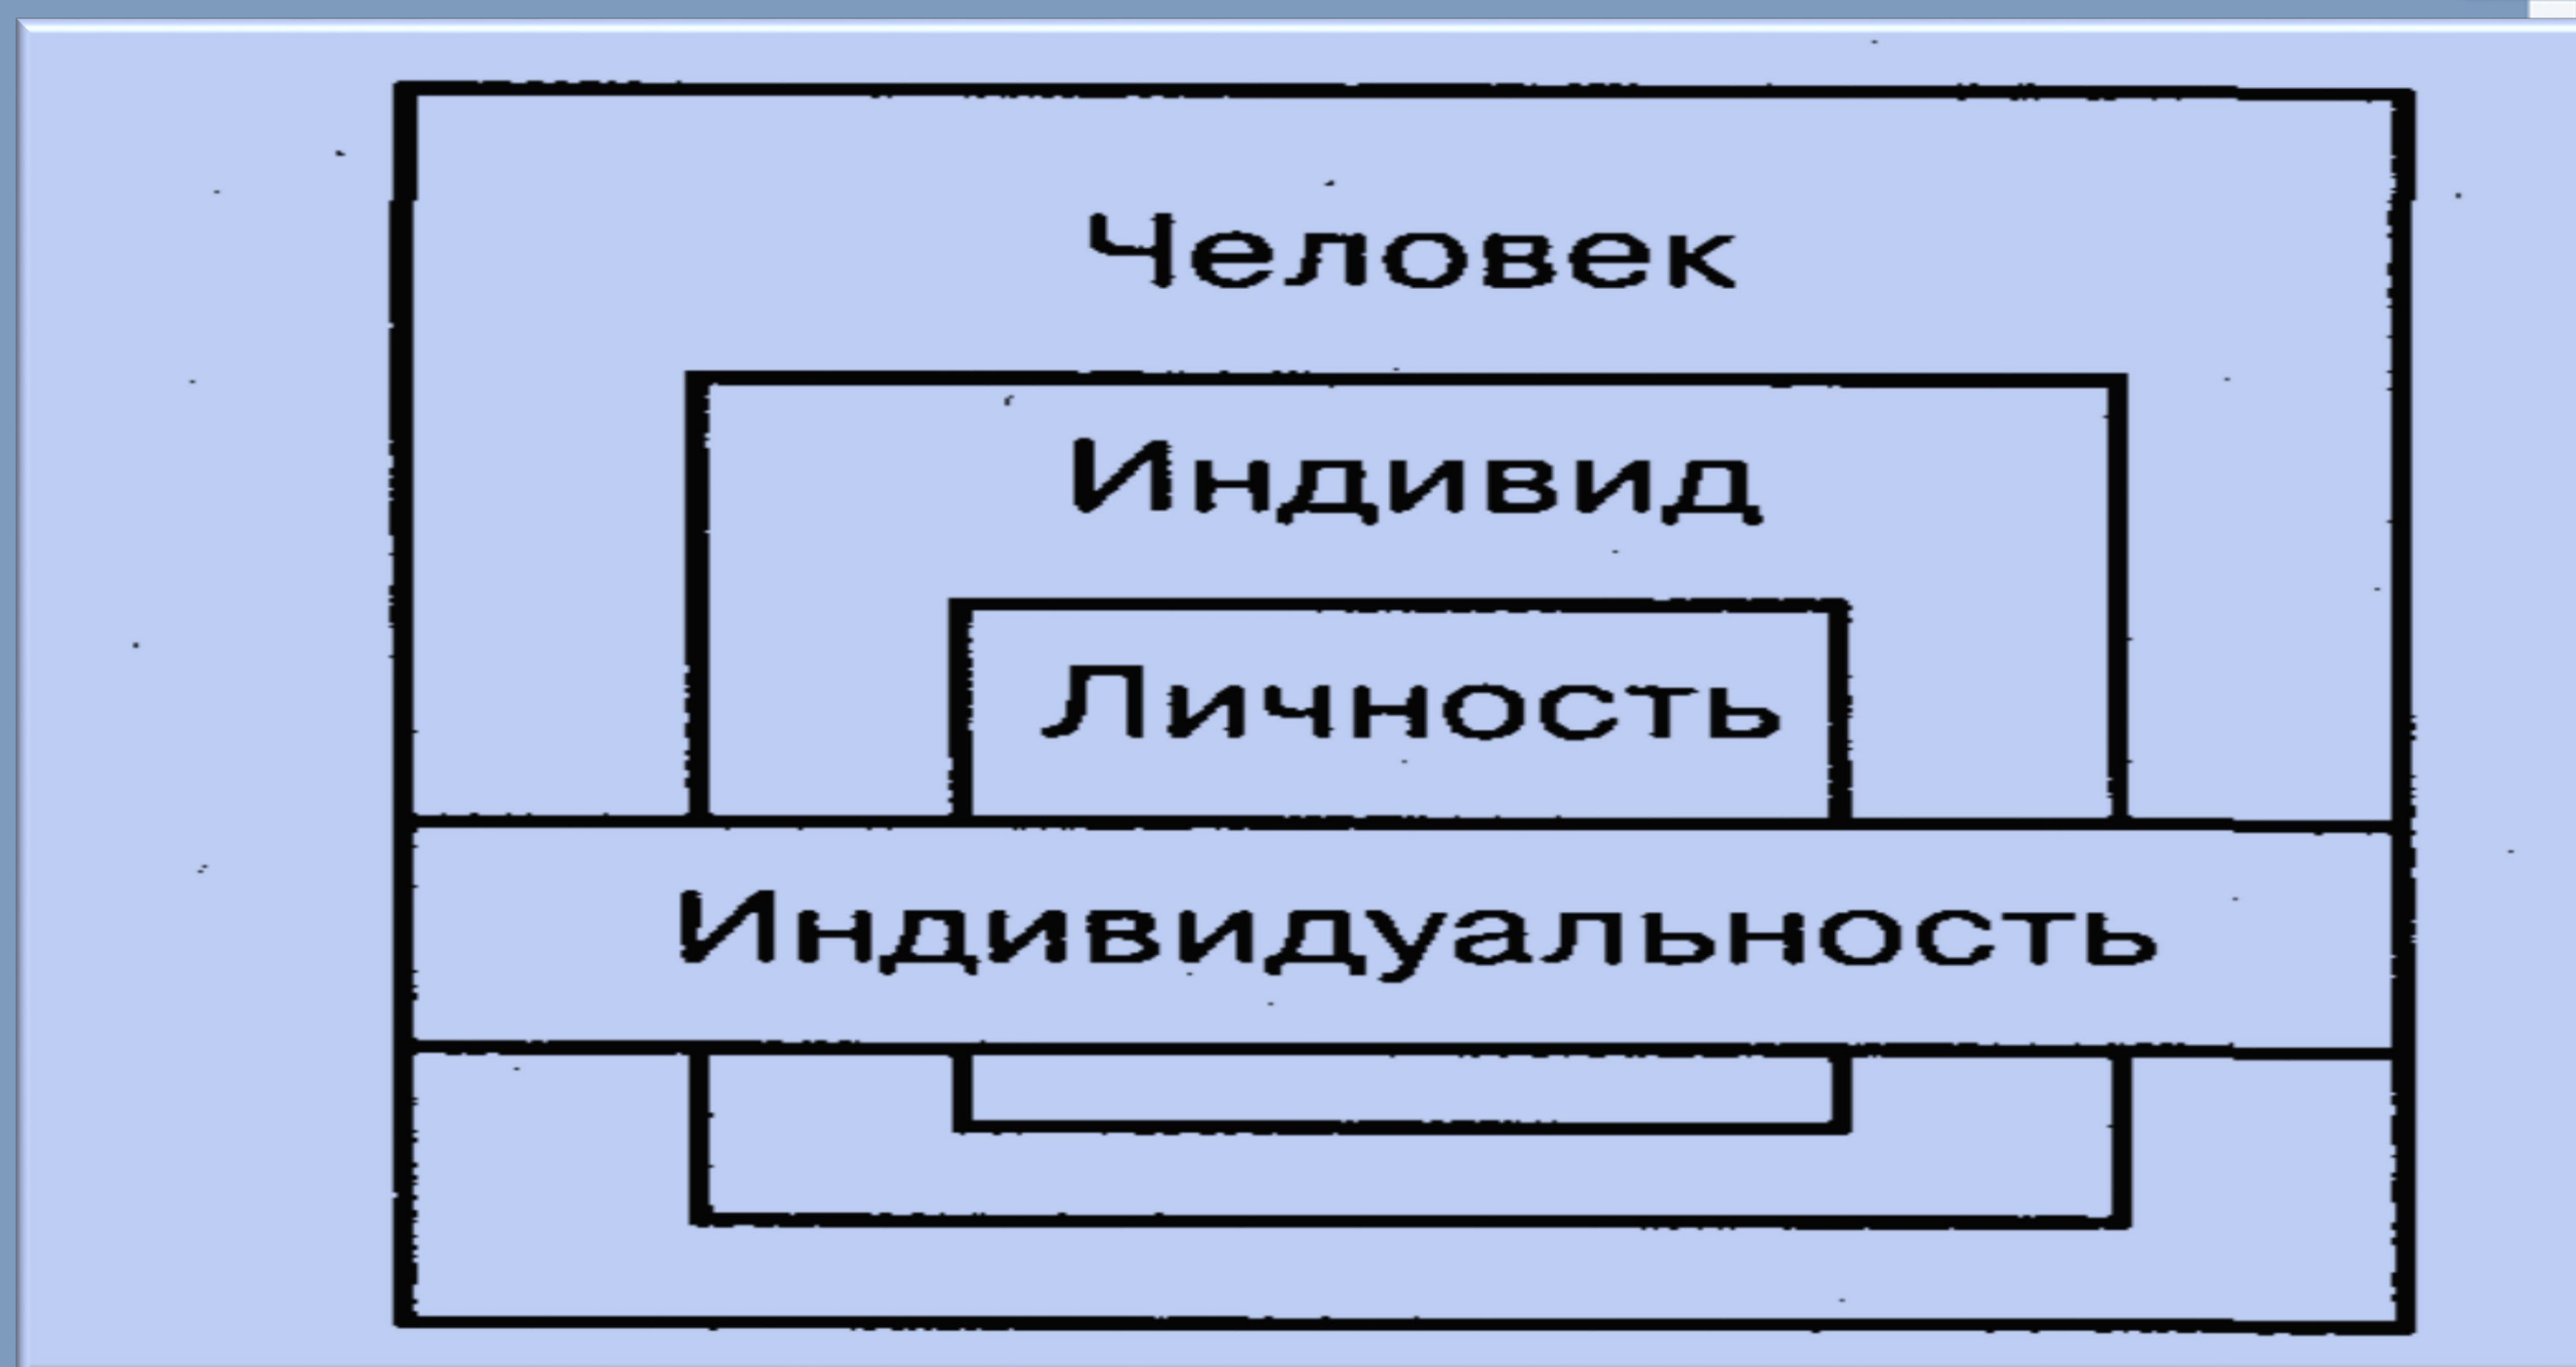 Человек
Индивид
Личность
Индивидуальность